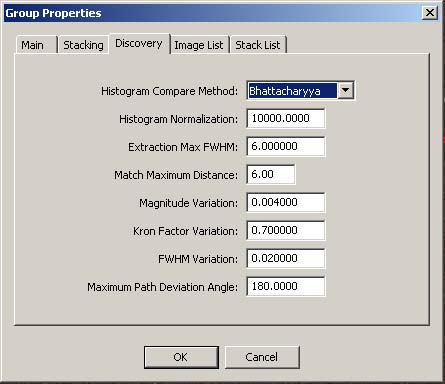 Group Properties
Main Stacking Discovery Image List Stack List
Histogram Compare Method: Bhattacharyya
Histogram Normalization: 10000.0000
Extraction Max FWHM: 6.000000
Match Maximum Distance: 6.00
Magnitude Variation: 0.004000
Kron Factor Variation: 0.700000
FWHM Variation: 0.020000
Maximum Path Deviation Angle: 180.0000
OK Cancel